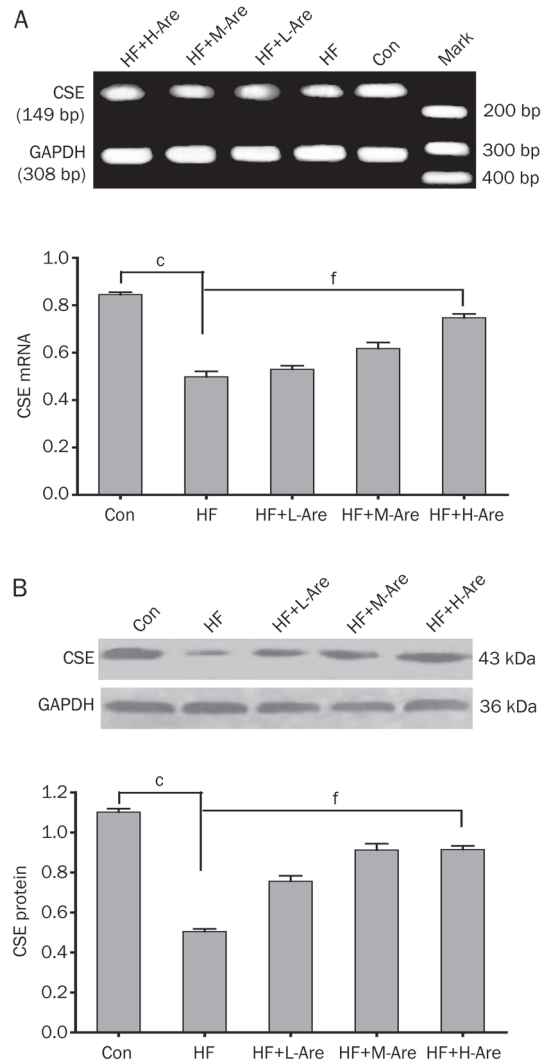 A
HF+H-Are HF+M-Are HF+L-Are HF Con Mark
CSE
(149 bp)
200 bp
GAPDH
(308 bp)
300 bp
400 bp
1.0
c
f
0.8
0.6
0.4
0.2
0.0
CSE mRNA
Con HF HF+L-Are HF+M-Are HF+H-Are
B
Con HF HF+L-Are HF+M-Are HF+H-Are
CSE 43 kDa
GAPDH 36 kDa
1.2
c
f
1.0
0.8
0.6
0.4
0.2
0.0
CSE protein
Con HF HF+L-Are HF+M-Are HF+H-Are